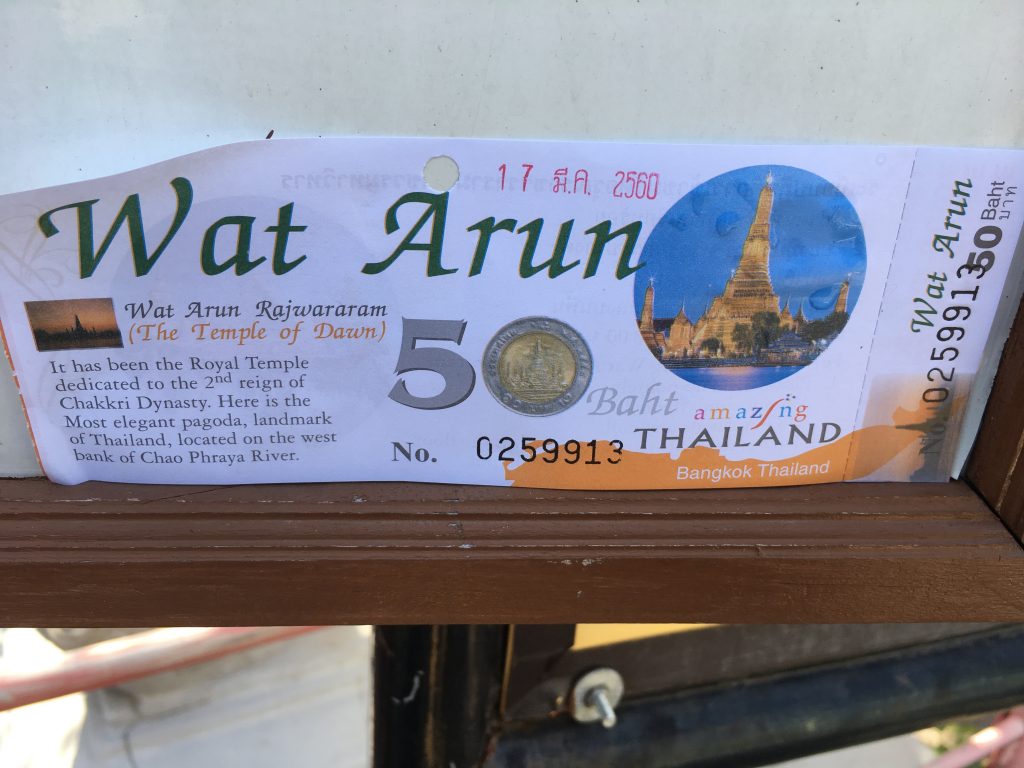 17 มี.ค. 2560
Wat Arun
Wat Arun Rajwararam
(The Temple of Dawn)
It has been the Royal Temple
dedicated to the 2nd reign of
Chakkri Dynasty. Here is the
Most elegant pagoda, landmark
of Thailand, located on the west
bank of Chao Phraya River.
50 Baht
No. 0259913
amazing
THAILAND
Bangkok Thailand
Wat Arun
50 Baht
บาท
No. 0259913